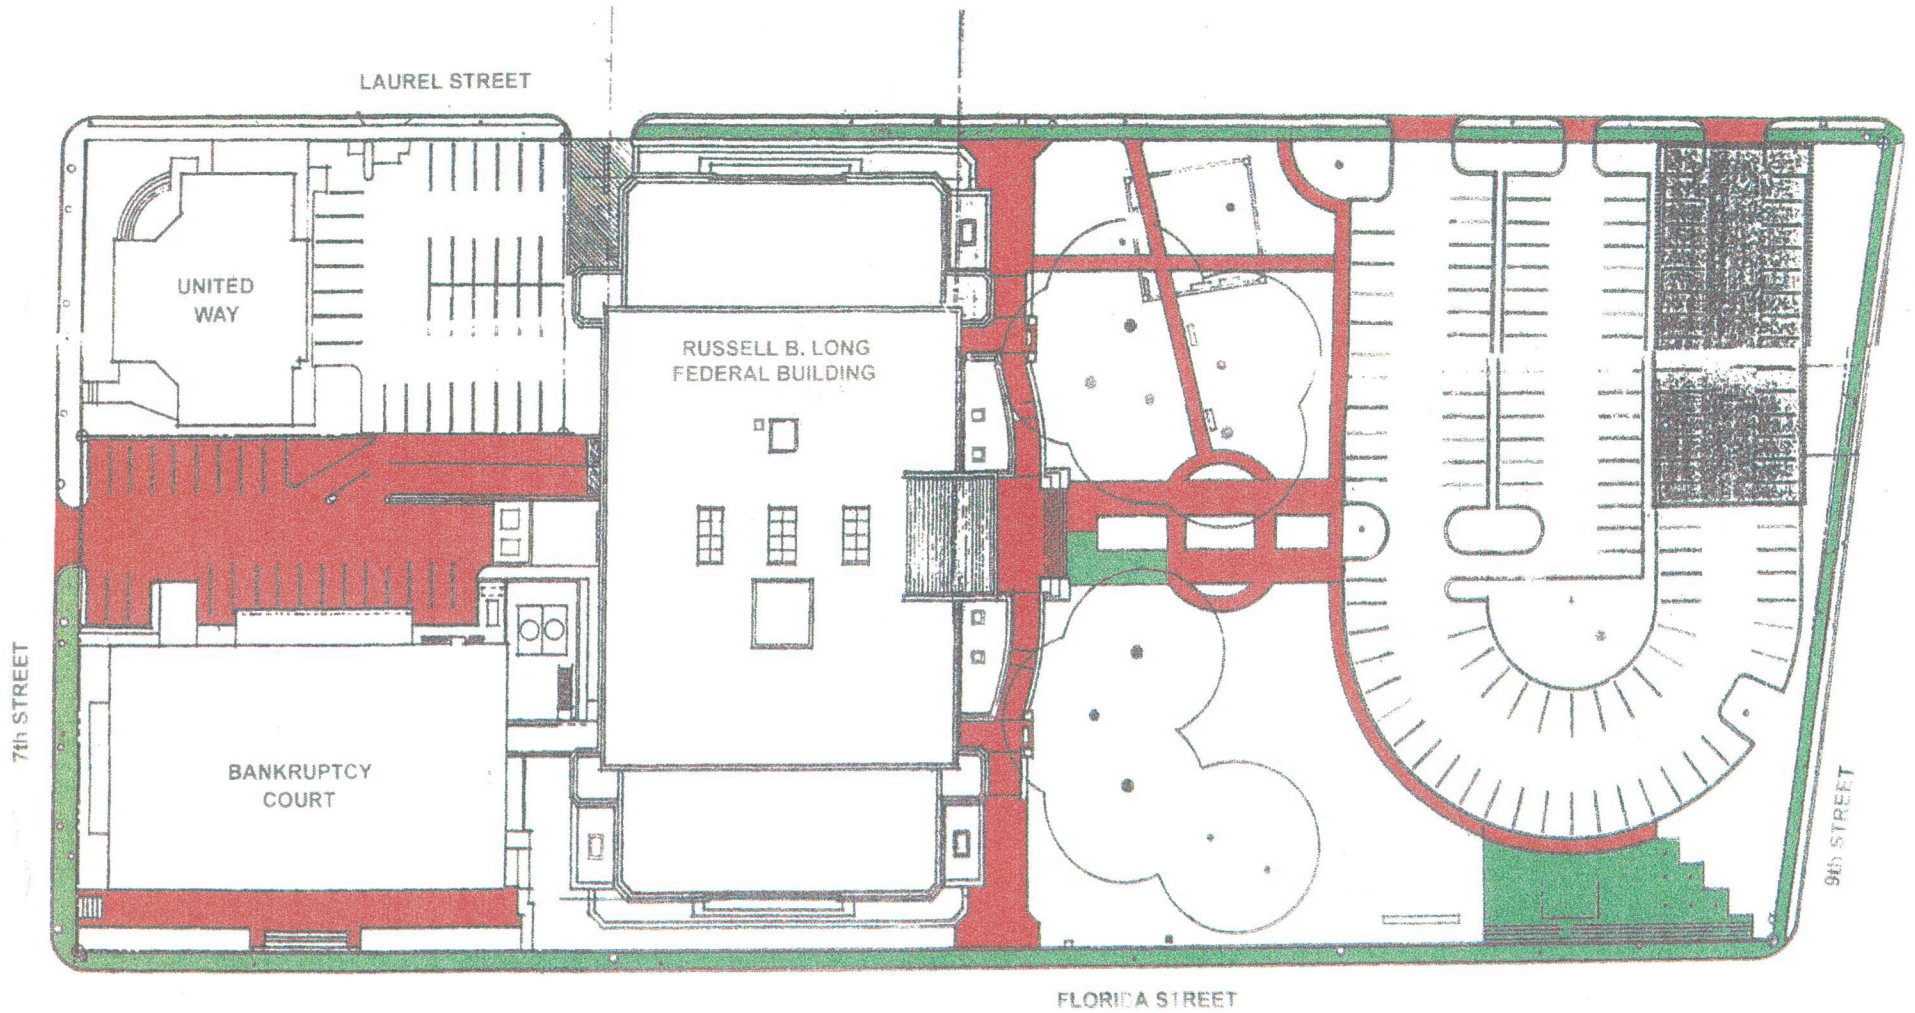 LAUREL STREET
UNITED
WAY
RUSSELL B. LONG
FEDERAL BUILDING
BANKRUPTCY
COURT
7th STREET
9th STREET
FLORIDA STREET